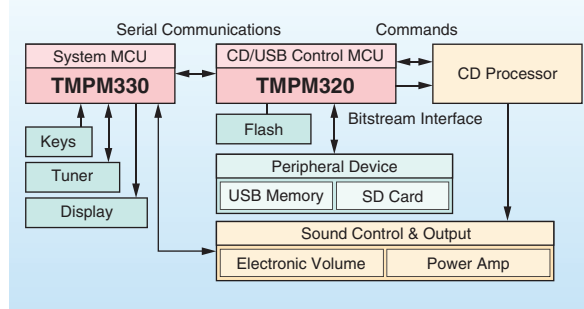 Serial Communications
Commands
System MCU
TMPM330
CD/USB Control MCU
TMPM320
CD Processor
Keys
Tuner
Display
Flash
Bitstream Interface
Peripheral Device
USB Memory
SD Card
Sound Control & Output
Electronic Volume
Power Amp